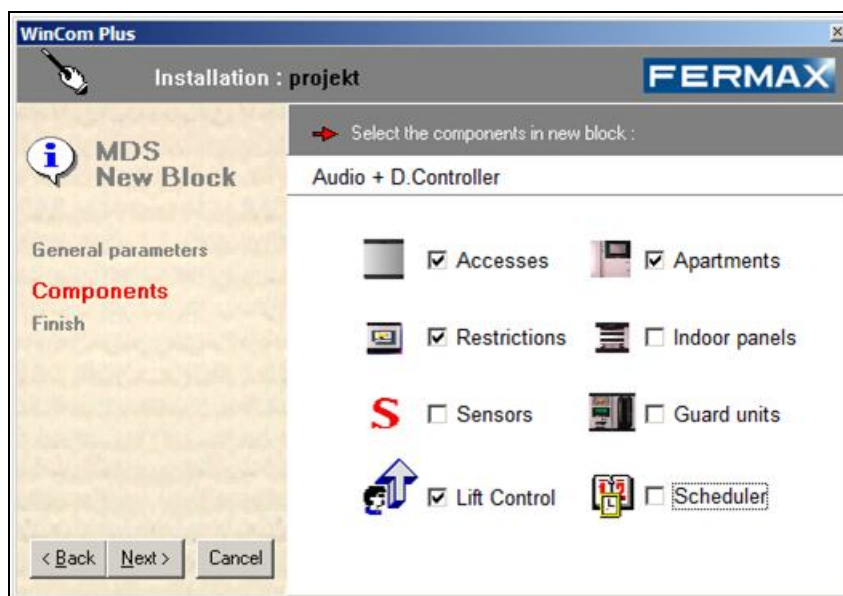 WinCom Plus
Installation : projekt
FERMAX
Select the components in new block :
MDS
New Block
Audio + D.Controller
General parameters
Components
Finish
Accesses
Apartments
Restrictions
Indoor panels
S
Sensors
Guard units
Lift Control
Scheduler
< Back
Next >
Cancel